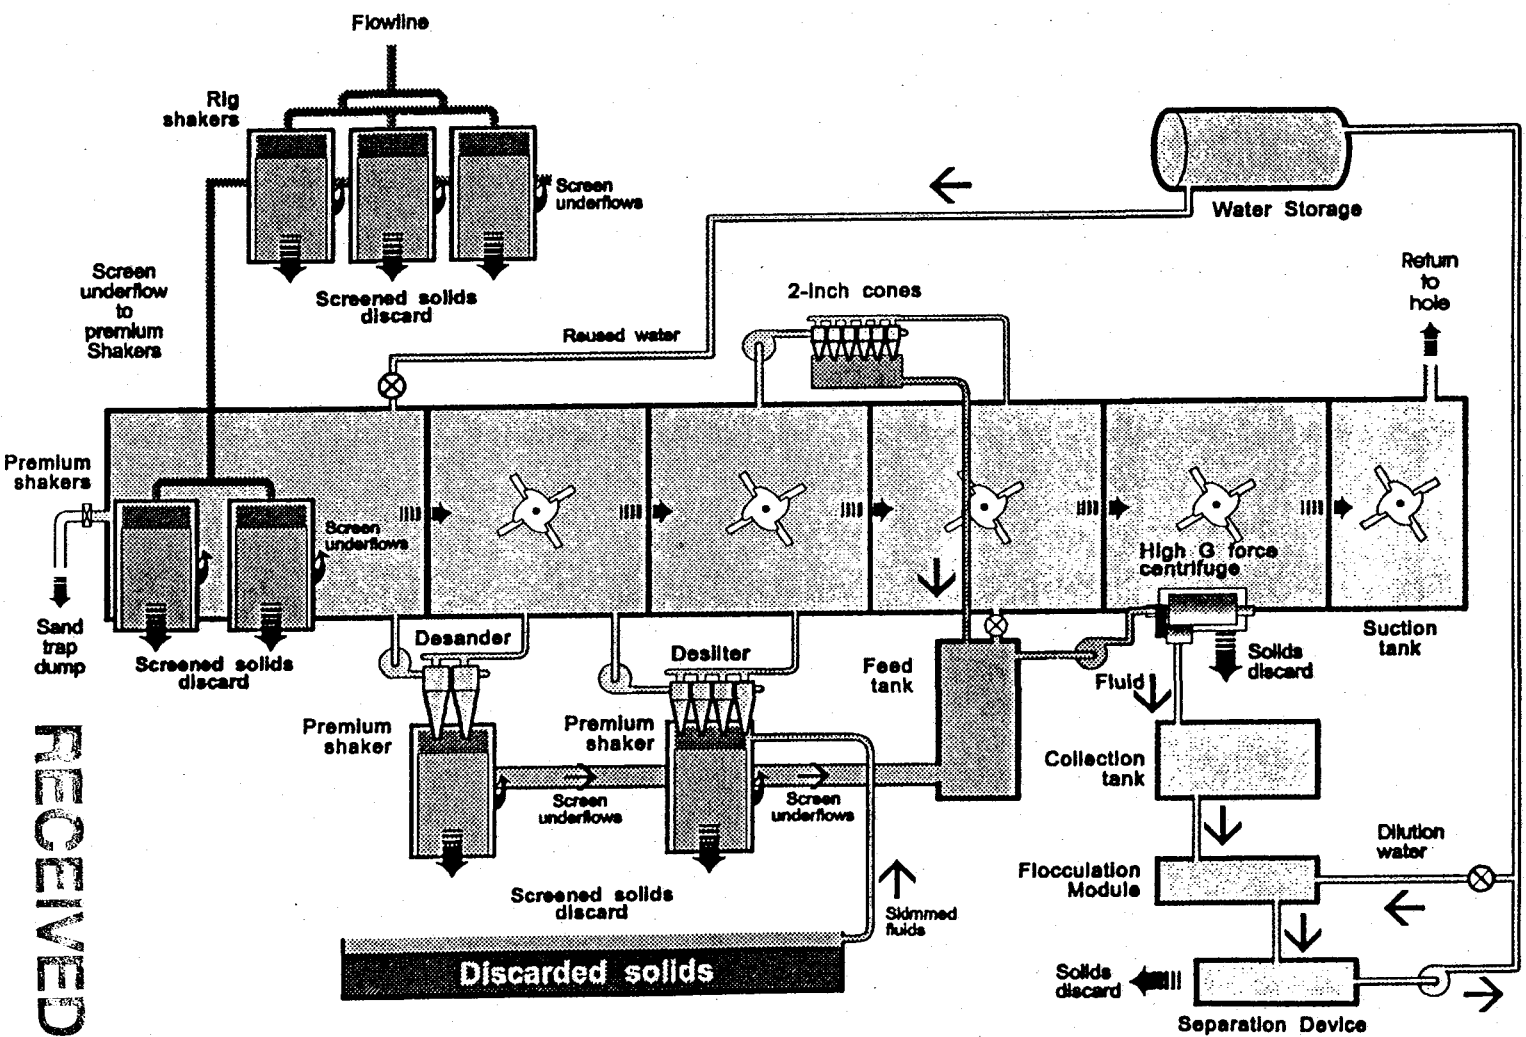 Flowline
Rig
shakers
Screen
underflows
Water Storage
Screen
underflow
to
premium
Shakers
Screened solids
discard
Return
to
hole
2-inch cones
Reused water
Premium
shakers
Screen
underflows
High G force
centrifuge
Sand
trap
dump
Screened solids
discard
Desander
Desilter
Feed
tank
Suction
tank
Solids
discard
Fluid
Premium
shaker
Premium
shaker
Collection
tank
Screen
underflows
Screen
underflows
Dilution
water
Flocculation
Module
Screened solids
discard
Skimmed
fluids
Discarded solids
Solids
discard
Separation Device
RECEIVED